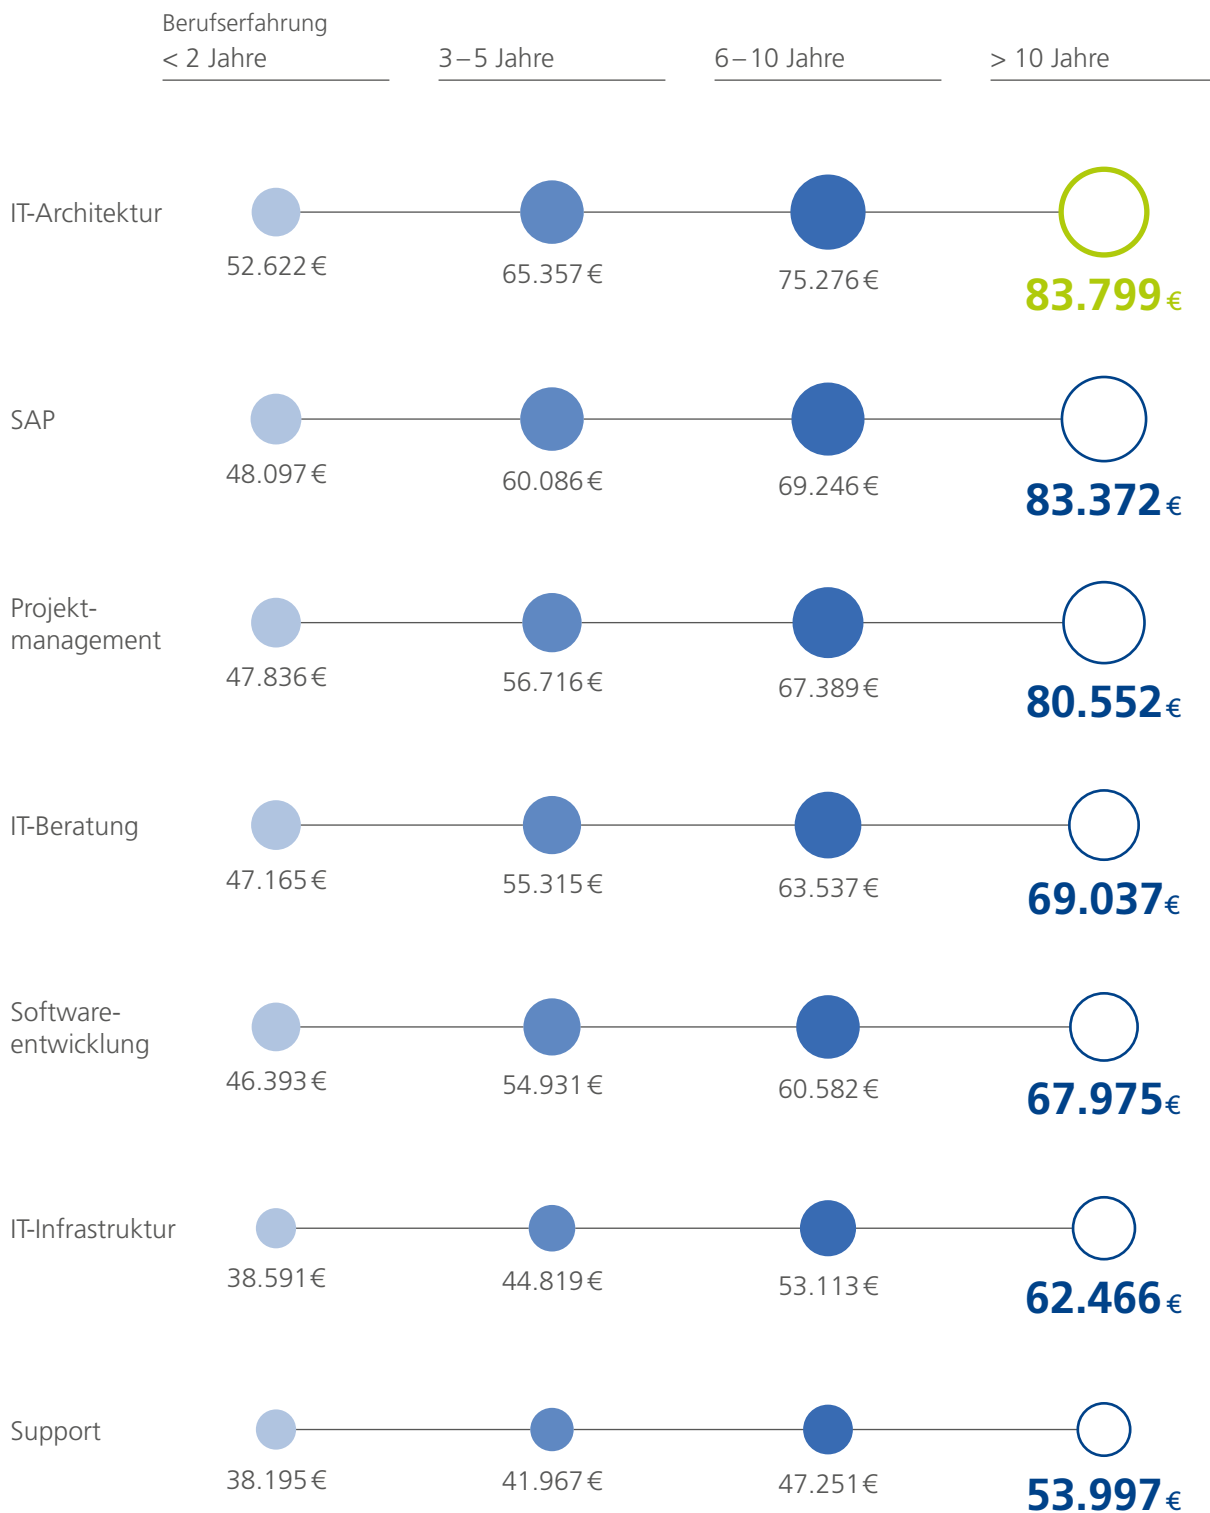 Berufserfahrung
< 2 Jahre
3–5 Jahre
6–10 Jahre
> 10 Jahre
IT-Architektur
52.622 €
65.357 €
75.276 €
83.799 €
SAP
48.097 €
60.086 €
69.246 €
83.372 €
Projekt-
management
47.836 €
56.716 €
67.389 €
80.552 €
IT-Beratung
47.165 €
55.315 €
63.537 €
69.037 €
Software-
entwicklung
46.393 €
54.931 €
60.582 €
67.975 €
IT-Infrastruktur
38.591 €
44.819 €
53.113 €
62.466 €
Support
38.195 €
41.967 €
47.251 €
53.997 €